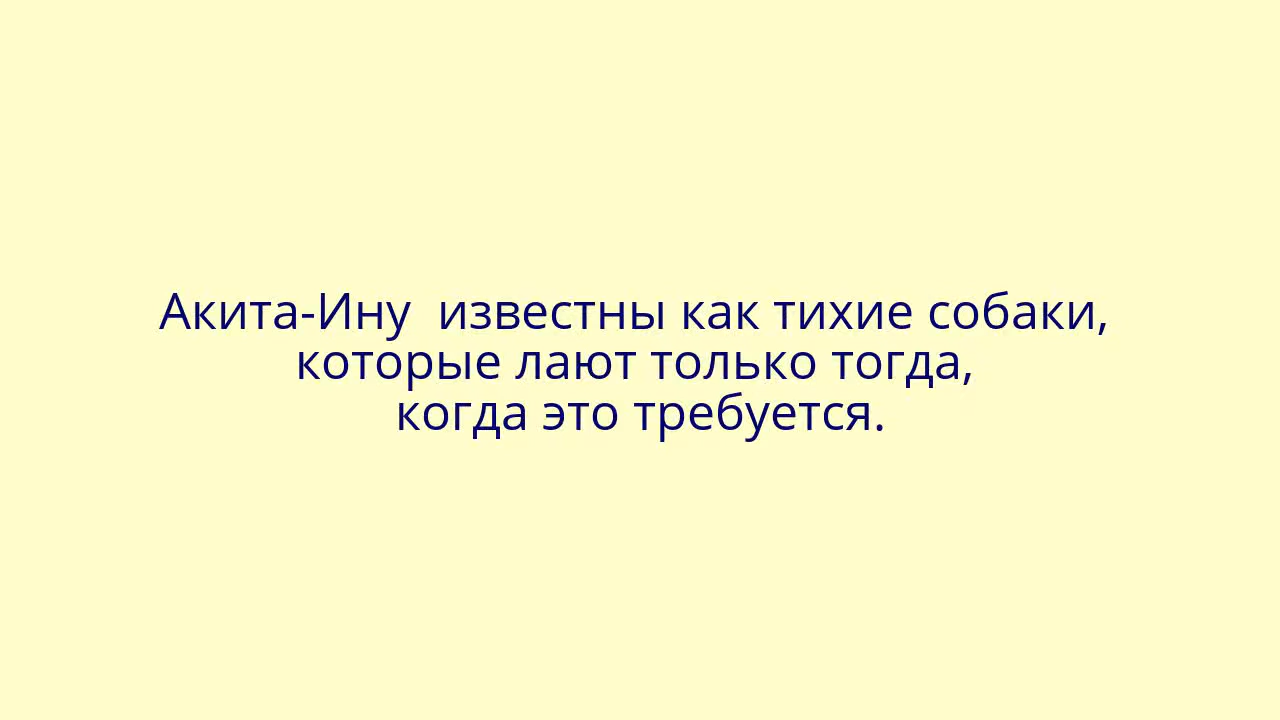 Акита-Ину  известны как тихие собаки,
которые лают только тогда,
когда это требуется.